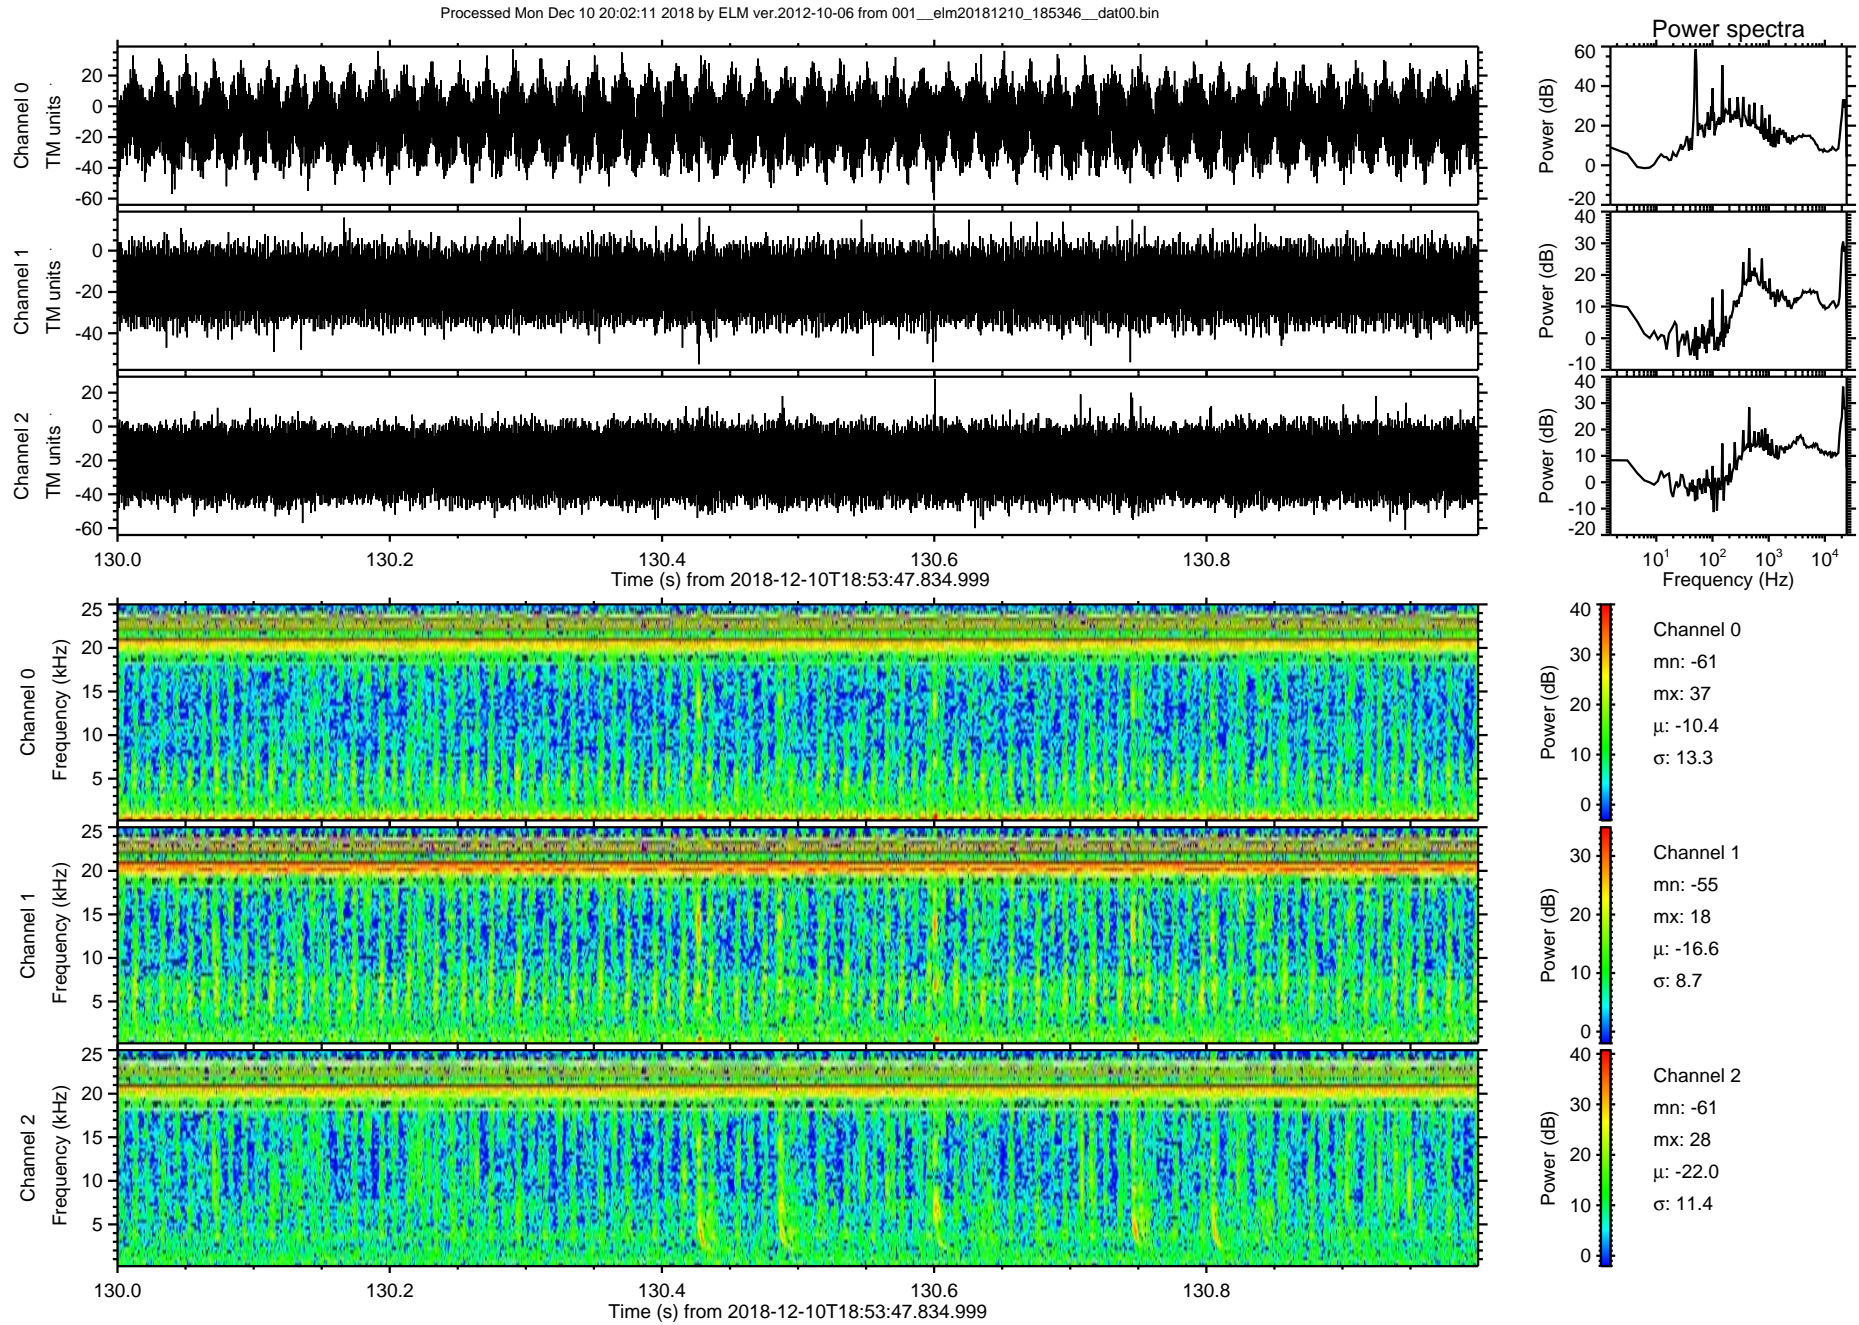 Processed Mon Dec 10 20:02:11 2018 by ELM ver.2012-10-06 from 001__elm20181210_185346__dat00.bin
Power spectra
Channel 0
TM units
20
0
-20
-40
-60
Power (dB)
60
40
20
0
-20
Channel 1
TM units
0
-20
-40
Power (dB)
40
30
20
10
0
-10
Channel 2
TM units
20
0
-20
-40
-60
Power (dB)
40
30
20
10
0
-10
-20
130.0 130.2 130.4 130.6 130.8
Time (s) from 2018-12-10T18:53:47.834.999
10¹ 10² 10³ 10⁴
Frequency (Hz)
Channel 0
Frequency (kHz)
25
20
15
10
5
Power (dB)
40
30
20
10
0
Channel 0
mn: -61
mx: 37
μ: -10.4
σ: 13.3
Channel 1
Frequency (kHz)
25
20
15
10
5
Power (dB)
30
20
10
0
Channel 1
mn: -55
mx: 18
μ: -16.6
σ: 8.7
Channel 2
Frequency (kHz)
25
20
15
10
5
Power (dB)
40
30
20
10
0
Channel 2
mn: -61
mx: 28
μ: -22.0
σ: 11.4
130.0 130.2 130.4 130.6 130.8
Time (s) from 2018-12-10T18:53:47.834.999